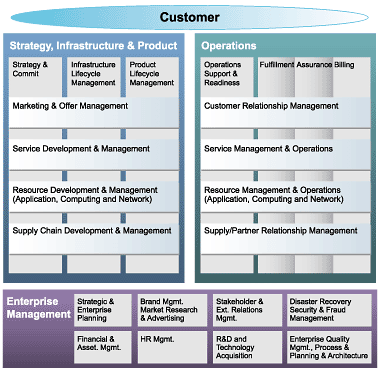 Customer
Strategy, Infrastructure & Product
Operations
Strategy &
Commit
Infrastructure
Lifecycle
Management
Product
Lifecycle
Management
Operations
Support &
Readiness
Fulfillment
Assurance
Billing
Marketing & Offer Management
Customer Relationship Management
Service Development & Management
Service Management & Operations
Resource Development & Management
(Application, Computing and Network)
Resource Management & Operations
(Application, Computing and Network)
Supply Chain Development & Management
Supply/Partner Relationship Management
Enterprise
Management
Strategic &
Enterprise
Planning
Brand Mgmt.
Market Research
& Advertising
Stakeholder &
Ext. Relations
Mgmt.
Disaster Recovery
Security & Fraud
Management
Financial &
Asset. Mgmt.
HR Mgmt.
R&D and
Technology
Acquisition
Enterprise Quality
Mgmt., Process &
Planning & Architecture